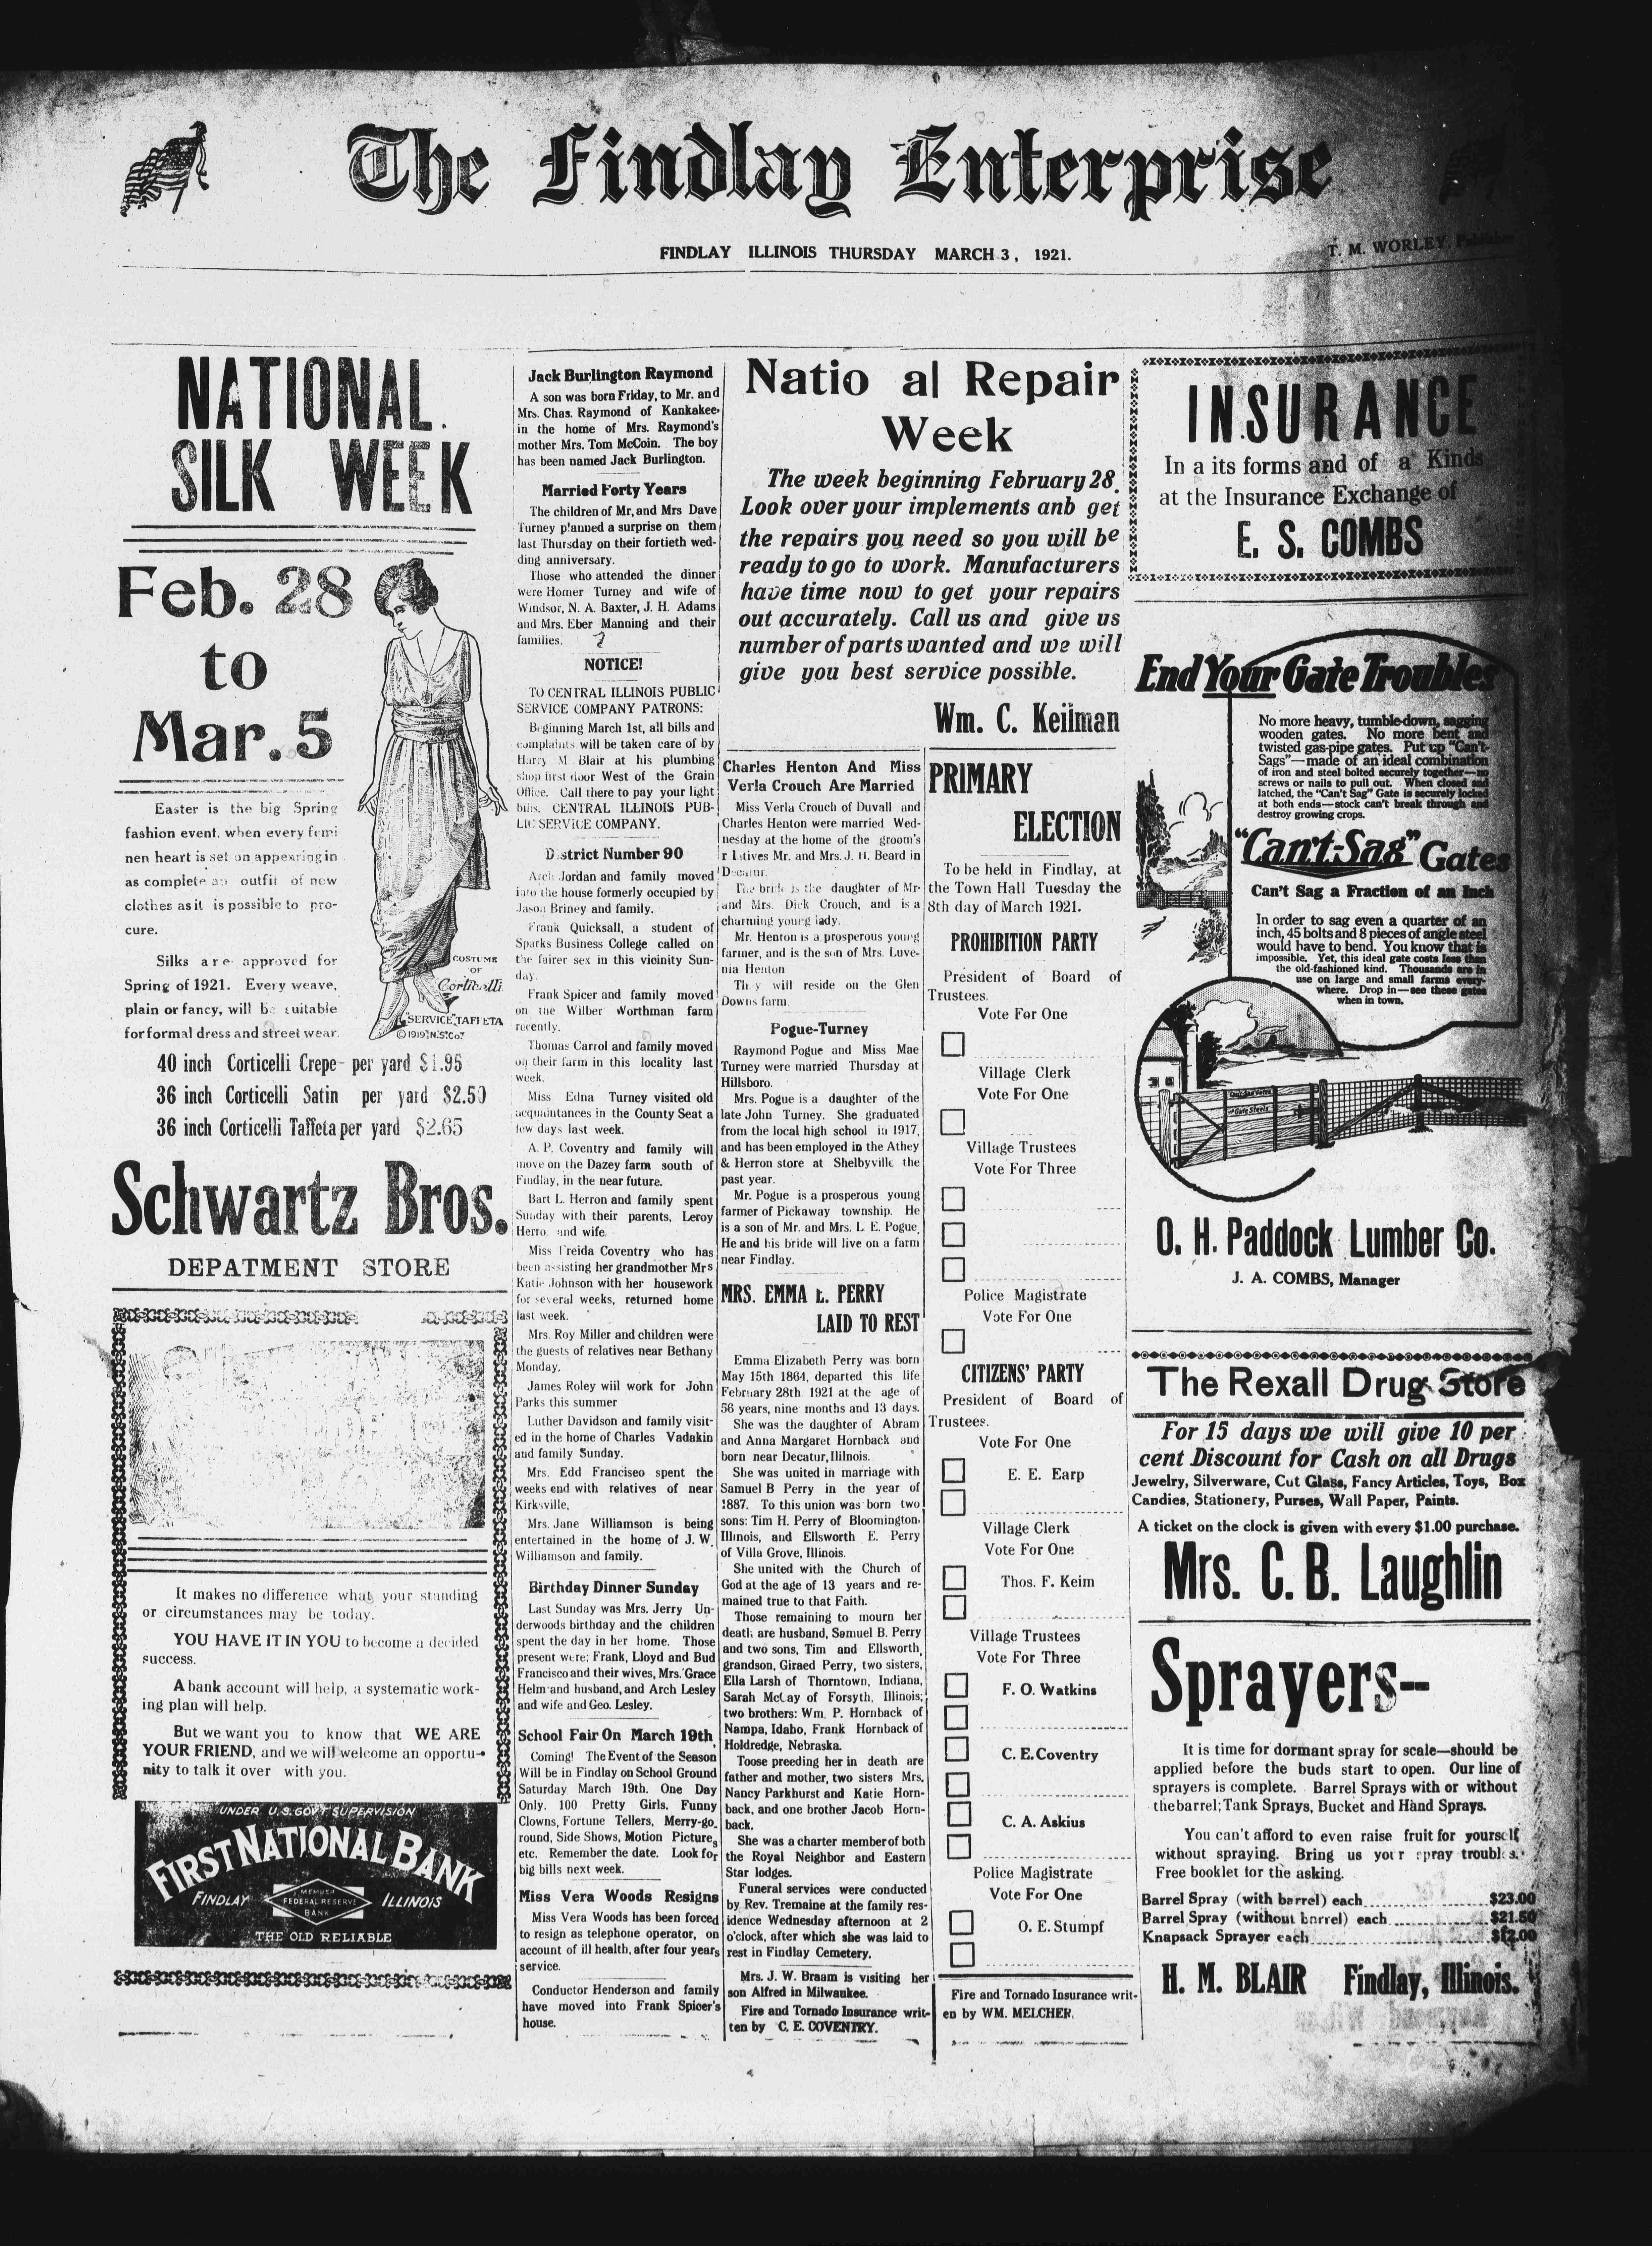 The Findlay Enterprise
FINDLAY ILLINOIS THURSDAY MARCH 3, 1921.
T. M. WORLEY, Publisher
NATIONAL
SILK WEEK
Feb. 28
to
Mar. 5
Easter is the big Spring
fashion event, when every femi
nen heart is set on appearing in
as complete an outfit of new
clothes as it is possible to pro-
cure.
Silks are approved for
Spring of 1921. Every weave,
plain or fancy, will be suitable
for formal dress and street wear.
COSTUME
OF
Corticelli
"SERVICE" TAFFETA
© 1919 N.S.Co.
40 inch Corticelli Crepe- per yard $1.95
36 inch Corticelli Satin per yard $2.50
36 inch Corticelli Taffeta per yard $2.65
Schwartz Bros.
DEPATMENT STORE
It makes no difference what your standing
or circumstances may be today.
YOU HAVE IT IN YOU to become a decided
success.
A bank account will help, a systematic work-
ing plan will help.
But we want you to know that WE ARE
YOUR FRIEND, and we will welcome an opportu-
nity to talk it over with you.
UNDER U.S. GOVT SUPERVISION
FIRST NATIONAL BANK
FINDLAY ILLINOIS
MEMBER
FEDERAL RESERVE
BANK
THE OLD RELIABLE
Jack Burlington Raymond
A son was born Friday, to Mr. and
Mrs. Chas. Raymond of Kankakee
in the home of Mrs. Raymond's
mother Mrs. Tom McCoin. The boy
has been named Jack Burlington.
Married Forty Years
The children of Mr, and Mrs Dave
Turney planned a surprise on them
last Thursday on their fortieth wed-
ding anniversary.
Those who attended the dinner
were Homer Turney and wife of
Windsor, N. A. Baxter, J. H. Adams
and Mrs. Eber Manning and their
families.
NOTICE!
TO CENTRAL ILLINOIS PUBLIC
SERVICE COMPANY PATRONS:
Beginning March 1st, all bills and
complaints will be taken care of by
Harry M Blair at his plumbing
shop first door West of the Grain
Office. Call there to pay your light
bills. CENTRAL ILLINOIS PUB-
LIC SERVICE COMPANY.
District Number 90
Arch Jordan and family moved
into the house formerly occupied by
Jason Briney and family.
Frank Quicksall, a student of
Sparks Business College called on
the fairer sex in this vicinity Sun-
day.
Frank Spicer and family moved
on the Wilber Worthman farm
recently.
Thomas Carrol and family moved
on their farm in this locality last
week.
Miss Edna Turney visited old
acquaintances in the County Seat a
few days last week.
A. P. Coventry and family will
move on the Dazey farm south of
Findlay, in the near future.
Bart L. Herron and family spent
Sunday with their parents, Leroy
Herro and wife.
Miss Freida Coventry who has
been assisting her grandmother Mrs
Katie Johnson with her housework
for several weeks, returned home
last week.
Mrs. Roy Miller and children were
the guests of relatives near Bethany
Monday.
James Roley wiil work for John
Parks this summer
Luther Davidson and family visit-
ed in the home of Charles Vadakin
and family Sunday.
Mrs. Edd Franciseo spent the
weeks end with relatives of near
Kirksville,
Mrs. Jane Williamson is being
entertained in the home of J. W.
Williamson and family.
Birthday Dinner Sunday
Last Sunday was Mrs. Jerry Un-
derwoods birthday and the children
spent the day in her home. Those
present were; Frank, Lloyd and Bud
Francisco and their wives, Mrs. Grace
Helm and husband, and Arch Lesley
and wife and Geo. Lesley.
School Fair On March 19th
Coming! The Event of the Season
Will be in Findlay on School Ground
Saturday March 19th. One Day
Only. 100 Pretty Girls. Funny
Clowns, Fortune Tellers, Merry-go-
round, Side Shows, Motion Pictures
etc. Remember the date. Look for
big bills next week.
Miss Vera Woods Resigns
Miss Vera Woods has been forced
to resign as telephone operator, on
account of ill health, after four years
service.
Conductor Henderson and family
have moved into Frank Spicer's
house.
Natio al Repair
Week
The week beginning February 28.
Look over your implements anb get
the repairs you need so you will be
ready to go to work. Manufacturers
have time now to get your repairs
out accurately. Call us and give us
number of parts wanted and we will
give you best service possible.
Wm. C. Keilman
Charles Henton And Miss
Verla Crouch Are Married
Miss Verla Crouch of Duvall and
Charles Henton were married Wed-
nesday at the home of the groom's
r latives Mr. and Mrs. J. H. Beard in
Decatur.
The bride is the daughter of Mr-
and Mrs. Dick Crouch, and is a
charming young lady.
Mr. Henton is a prosperous young
farmer, and is the son of Mrs. Luve-
nia Henton
They will reside on the Glen
Downs farm.
Pogue-Turney
Raymond Pogue and Miss Mae
Turney were married Thursday at
Hillsboro.
Mrs. Pogue is a daughter of the
late John Turney. She graduated
from the local high school in 1917,
and has been employed in the Athey
& Herron store at Shelbyville the
past year.
Mr. Pogue is a prosperous young
farmer of Pickaway township. He
is a son of Mr. and Mrs. L E. Pogue.
He and his bride will live on a farm
near Findlay.
MRS. EMMA E. PERRY
LAID TO REST
Emma Elizabeth Perry was born
May 15th 1864, departed this life
February 28th 1921 at the age of
56 years, nine months and 13 days.
She was the daughter of Abram
and Anna Margaret Hornback and
born near Decatur, Ililnois.
She was united in marriage with
Samuel B Perry in the year of
1887. To this union was born two
sons: Tim H. Perry of Bloomington,
Illinois, and Ellsworth E. Perry
of Villa Grove, Illinois.
She united with the Church of
God at the age of 13 years and re-
mained true to that Faith.
Those remaining to mourn her
death are husband, Samuel B. Perry
and two sons, Tim and Ellsworth,
grandson, Giraed Perry, two sisters,
Ella Larsh of Thorntown, Indiana,
Sarah McLay of Forsyth, Illinois;
two brothers: Wm. P. Hornback of
Nampa, Idaho, Frank Hornback of
Holdredge, Nebraska.
Toose preeding her in death are
father and mother, two sisters Mrs.
Nancy Parkhurst and Katie Horn-
back, and one brother Jacob Horn-
back.
She was a charter member of both
the Royal Neighbor and Eastern
Star lodges.
Funeral services were conducted
by Rev. Tremaine at the family res-
idence Wednesday afternoon at 2
o'clock, after which she was laid to
rest in Findlay Cemetery.
Mrs. J. W. Braam is visiting her
son Alfred in Milwaukee.
Fire and Tornado Insurance writ-
ten by C. E. COVENTRY.
PRIMARY
ELECTION
To be held in Findlay, at
the Town Hall Tuesday the
8th day of March 1921.
PROHIBITION PARTY
President of Board of
Trustees.
Vote For One
Village Clerk
Vote For One
Village Trustees
Vote For Three
Police Magistrate
Vote For One
CITIZENS' PARTY
President of Board of
Trustees.
Vote For One
E. E. Earp
Village Clerk
Vote For One
Thos. F. Keim
Village Trustees
Vote For Three
F. O. Watkins
C. E. Coventry
C. A. Askius
Police Magistrate
Vote For One
O. E. Stumpf
Fire and Tornado Insurance writ-
en by WM. MELCHER.
INSURANCE
In a its forms and of a Kinds
at the Insurance Exchange of
E. S. COMBS
End Your Gate Troubles
No more heavy, tumble-down, sagging
wooden gates. No more bent and
twisted gas-pipe gates. Put up "Can't-
Sags"—made of an ideal combination
of iron and steel bolted securely together—no
screws or nails to pull out. When closed and
latched, the "Can't Sag" Gate is securely locked
at both ends—stock can't break through and
destroy growing crops.
"Can't-Sag" Gates
Can't Sag a Fraction of an Inch
In order to sag even a quarter of an
inch, 45 bolts and 8 pieces of angle steel
would have to bend. You know that is
impossible. Yet, this ideal gate costs less than
the old-fashioned kind. Thousands are in
use on large and small farms every-
where. Drop in—see these gates
when in town.
O. H. Paddock Lumber Co.
J. A. COMBS, Manager
The Rexall Drug Store
For 15 days we will give 10 per
cent Discount for Cash on all Drugs
Jewelry, Silverware, Cut Glass, Fancy Articles, Toys, Box
Candies, Stationery, Purses, Wall Paper, Paints.
A ticket on the clock is given with every $1.00 purchase.
Mrs. C. B. Laughlin
Sprayers--
It is time for dormant spray for scale—should be
applied before the buds start to open. Our line of
sprayers is complete. Barrel Sprays with or without
the barrel; Tank Sprays, Bucket and Hand Sprays.
You can't afford to even raise fruit for yourself
without spraying. Bring us your spray troubles.
Free booklet for the asking.
Barrel Spray (with barrel) each $23.00
Barrel Spray (without barrel) each $21.50
Knapsack Sprayer each $12.00
H. M. BLAIR Findlay, Illinois.